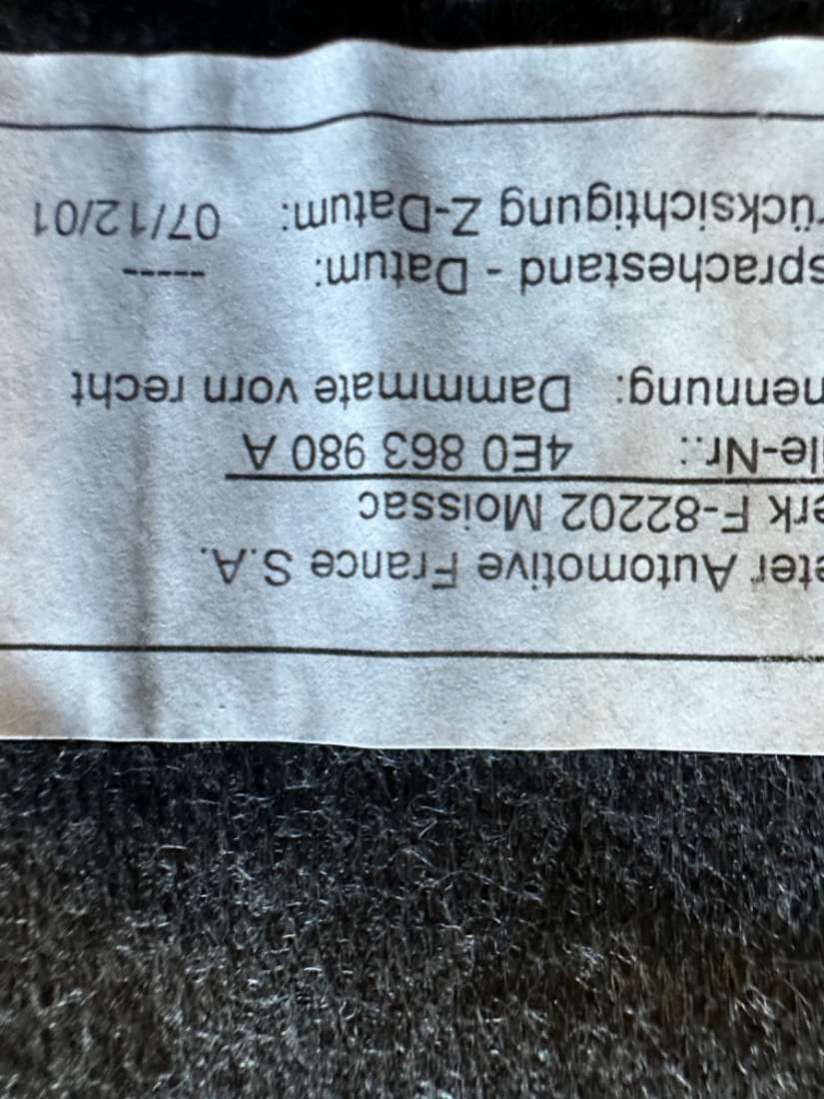 eter Automotive France S.A.
erk F-82202 Moissac
ile-Nr.: 4E0 863 980 A
nennung: Dammmate vorn recht
sprachestand - Datum: -----
rücksichtigung Z-Datum: 07/12/01